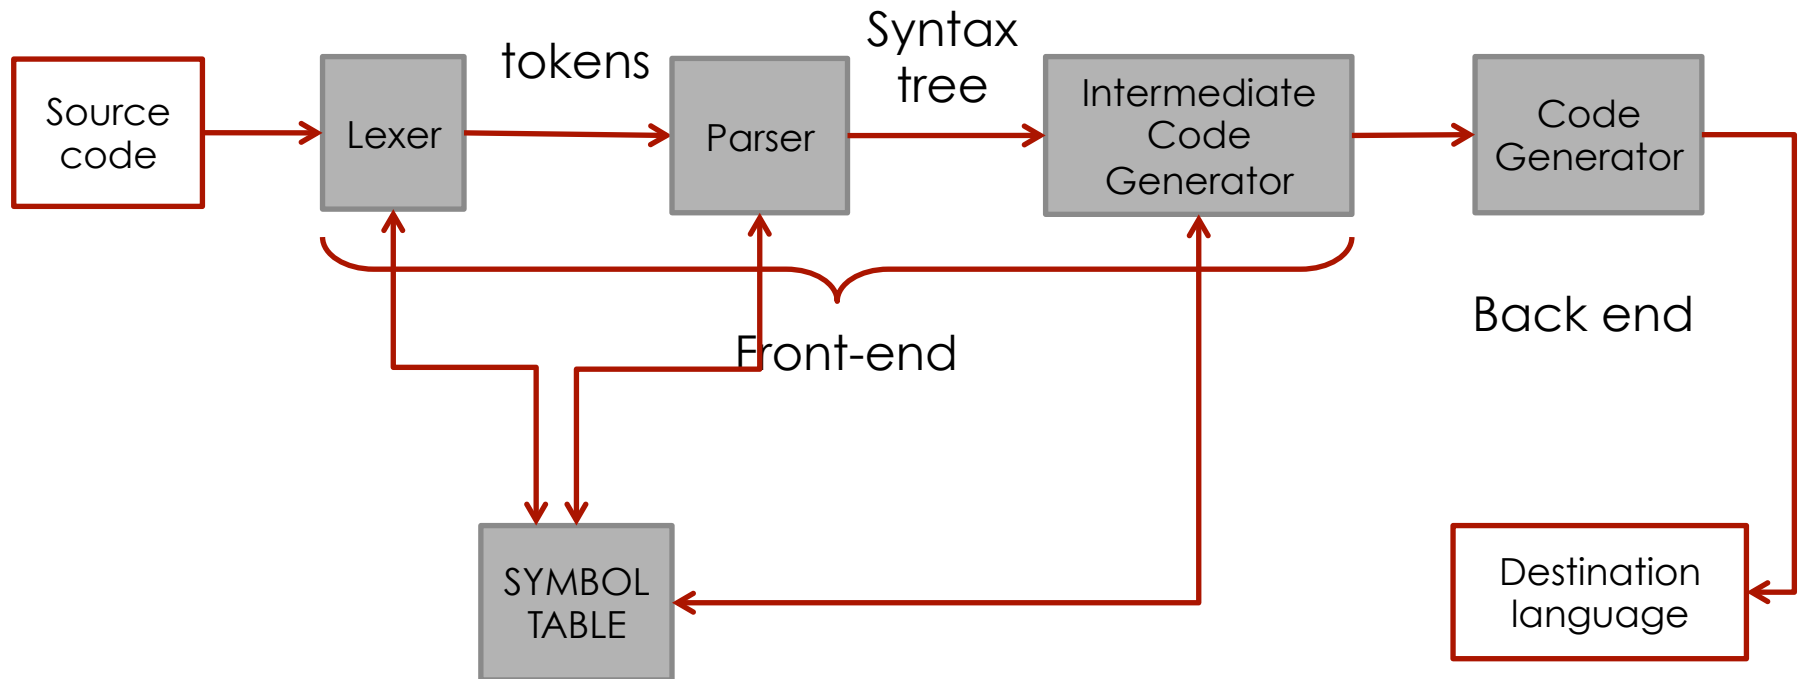 Source
code
Lexer
tokens
Parser
Syntax
tree
Intermediate
Code
Generator
Code
Generator
Front-end
Back end
SYMBOL
TABLE
Destination
language